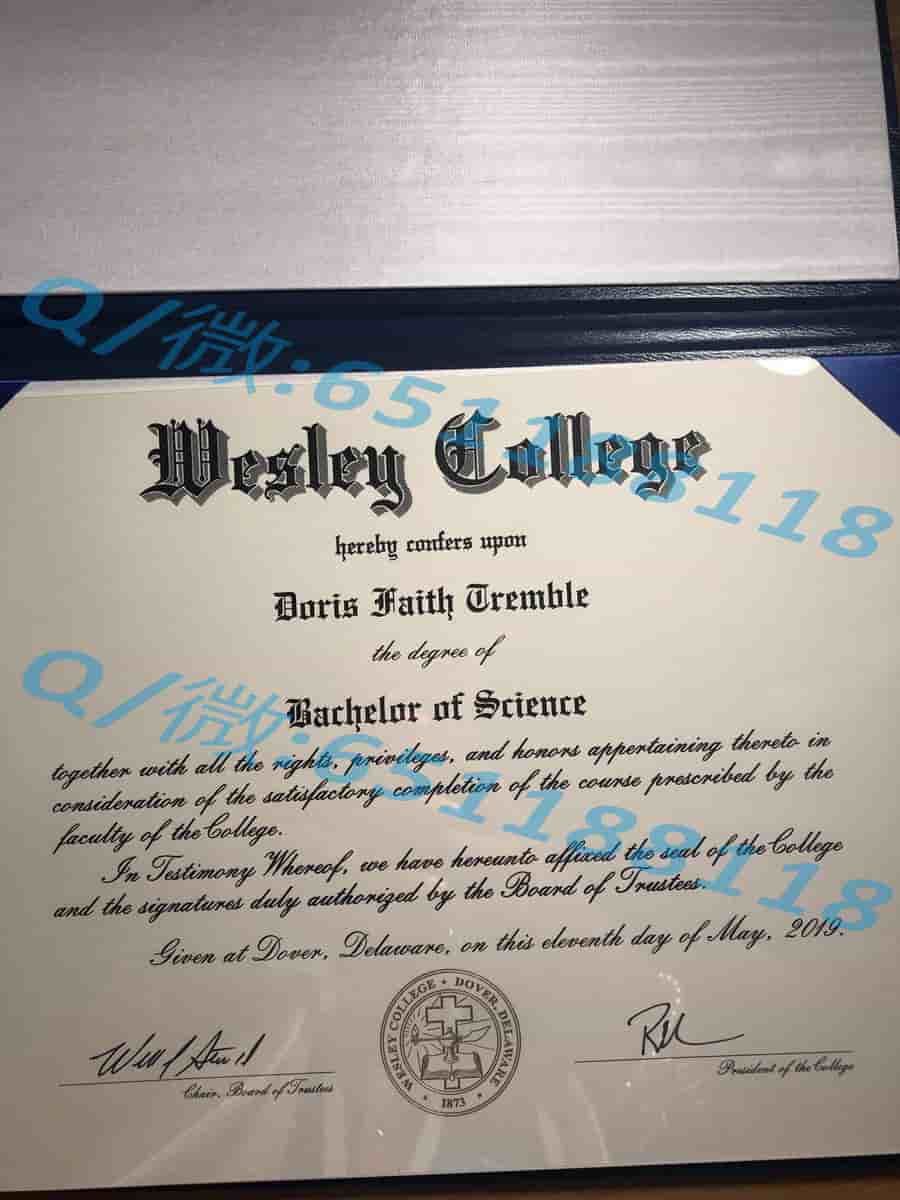 Q/微:651188118
Wesley College
hereby confers upon
Doris Faith Tremble
the degree of
Q/微:651188118
Bachelor of Science
together with all the rights, privileges, and honors appertaining thereto in
consideration of the satisfactory completion of the course prescribed by the
faculty of the College.
In Testimony Whereof, we have hereunto affixed the seal of the College
and the signatures duly authorized by the Board of Trustees.
Given at Dover, Delaware, on this eleventh day of May, 2019.
WESLEY COLLEGE • DOVER, DELAWARE
1873
Chair, Board of Trustees
President of the College